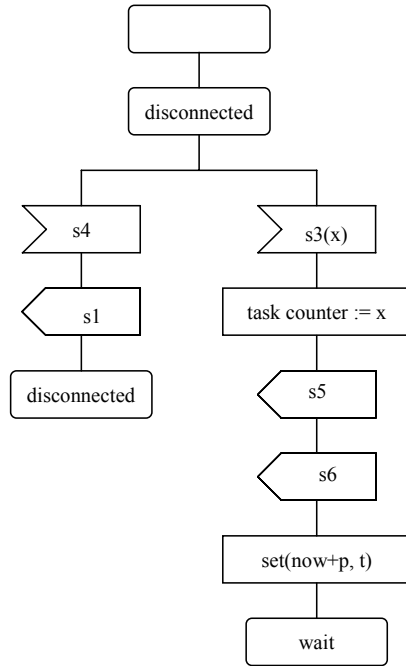 disconnected
s4
s1
disconnected
s3(x)
task counter := x
s5
s6
set(now+p, t)
wait